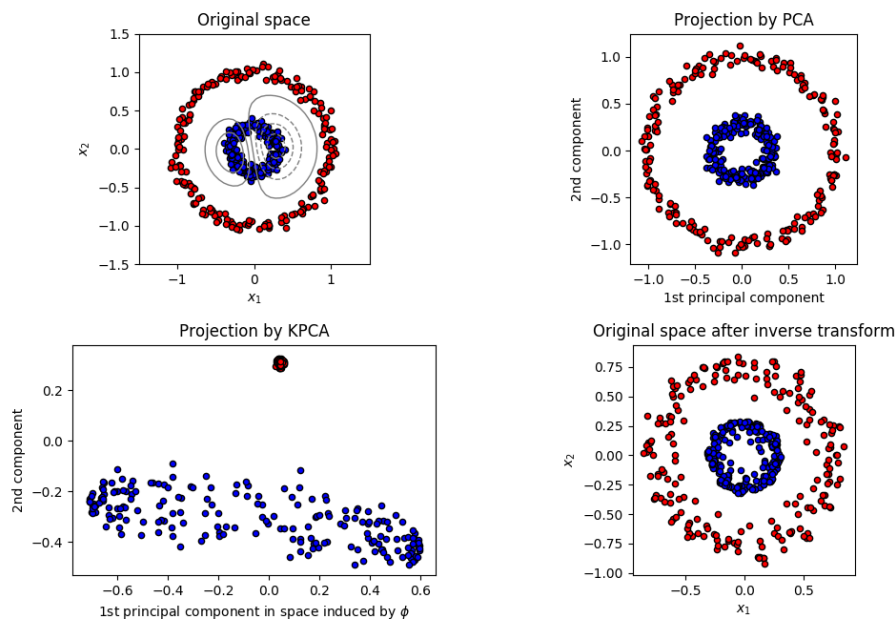 Original space
1.5
1.0
0.5
0.0
−0.5
−1.0
−1.5
x₂
−1 0 1
x₁
Projection by PCA
1.0
0.5
0.0
−0.5
−1.0
2nd component
−1.0 −0.5 0.0 0.5 1.0
1st principal component
Projection by KPCA
0.2
0.0
−0.2
−0.4
2nd component
−0.6 −0.4 −0.2 0.0 0.2 0.4 0.6
1st principal component in space induced by ϕ
Original space after inverse transform
0.75
0.50
0.25
0.00
−0.25
−0.50
−0.75
−1.00
x₂
−0.5 0.0 0.5
x₁